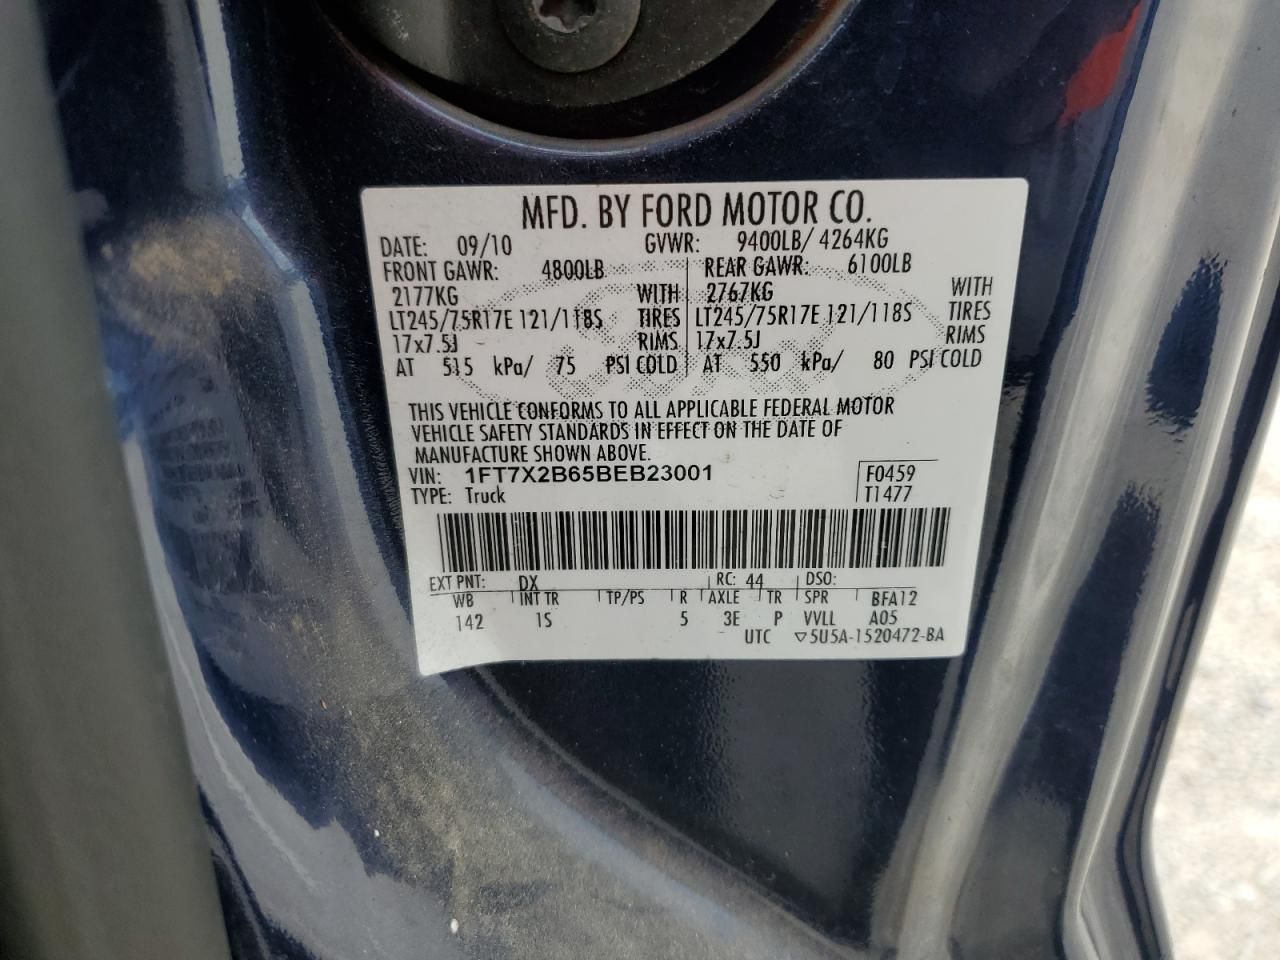 MFD. BY FORD MOTOR CO.
DATE: 09/10 GVWR: 9400LB/ 4264KG
FRONT GAWR: 4800LB REAR GAWR: 6100LB
2177KG WITH 2767KG WITH
LT245/75R17E 121/118S TIRES LT245/75R17E 121/118S TIRES
17x7.5J RIMS 17x7.5J RIMS
AT 515 kPa/ 75 PSI COLD AT 550 kPa/ 80 PSI COLD
THIS VEHICLE CONFORMS TO ALL APPLICABLE FEDERAL MOTOR
VEHICLE SAFETY STANDARDS IN EFFECT ON THE DATE OF
MANUFACTURE SHOWN ABOVE.
VIN: 1FT7X2B65BEB23001 F0459
TYPE: Truck T1477
EXT PNT: DX RC: 44 DSO:
WB INT TR TP/PS R AXLE TR SPR BFA12
142 IS 5 3E P VVLL A05
UTC ▽5U5A-1520472-BA